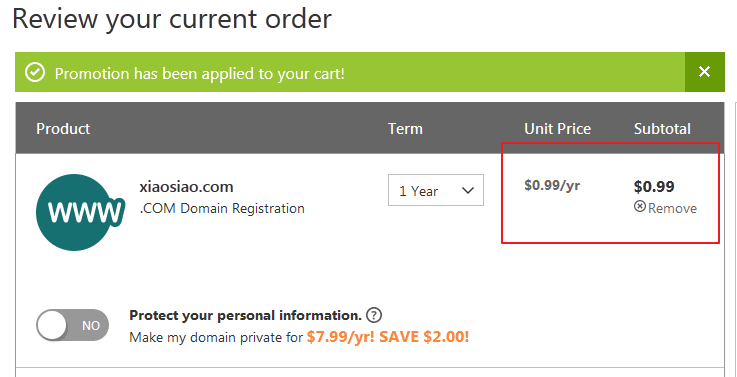 Review your current order
Promotion has been applied to your cart!
Product Term Unit Price Subtotal
www
xiaosiao.com
.COM Domain Registration
1 Year
$0.99/yr
$0.99
Remove
NO
Protect your personal information. ?
Make my domain private for $7.99/yr! SAVE $2.00!